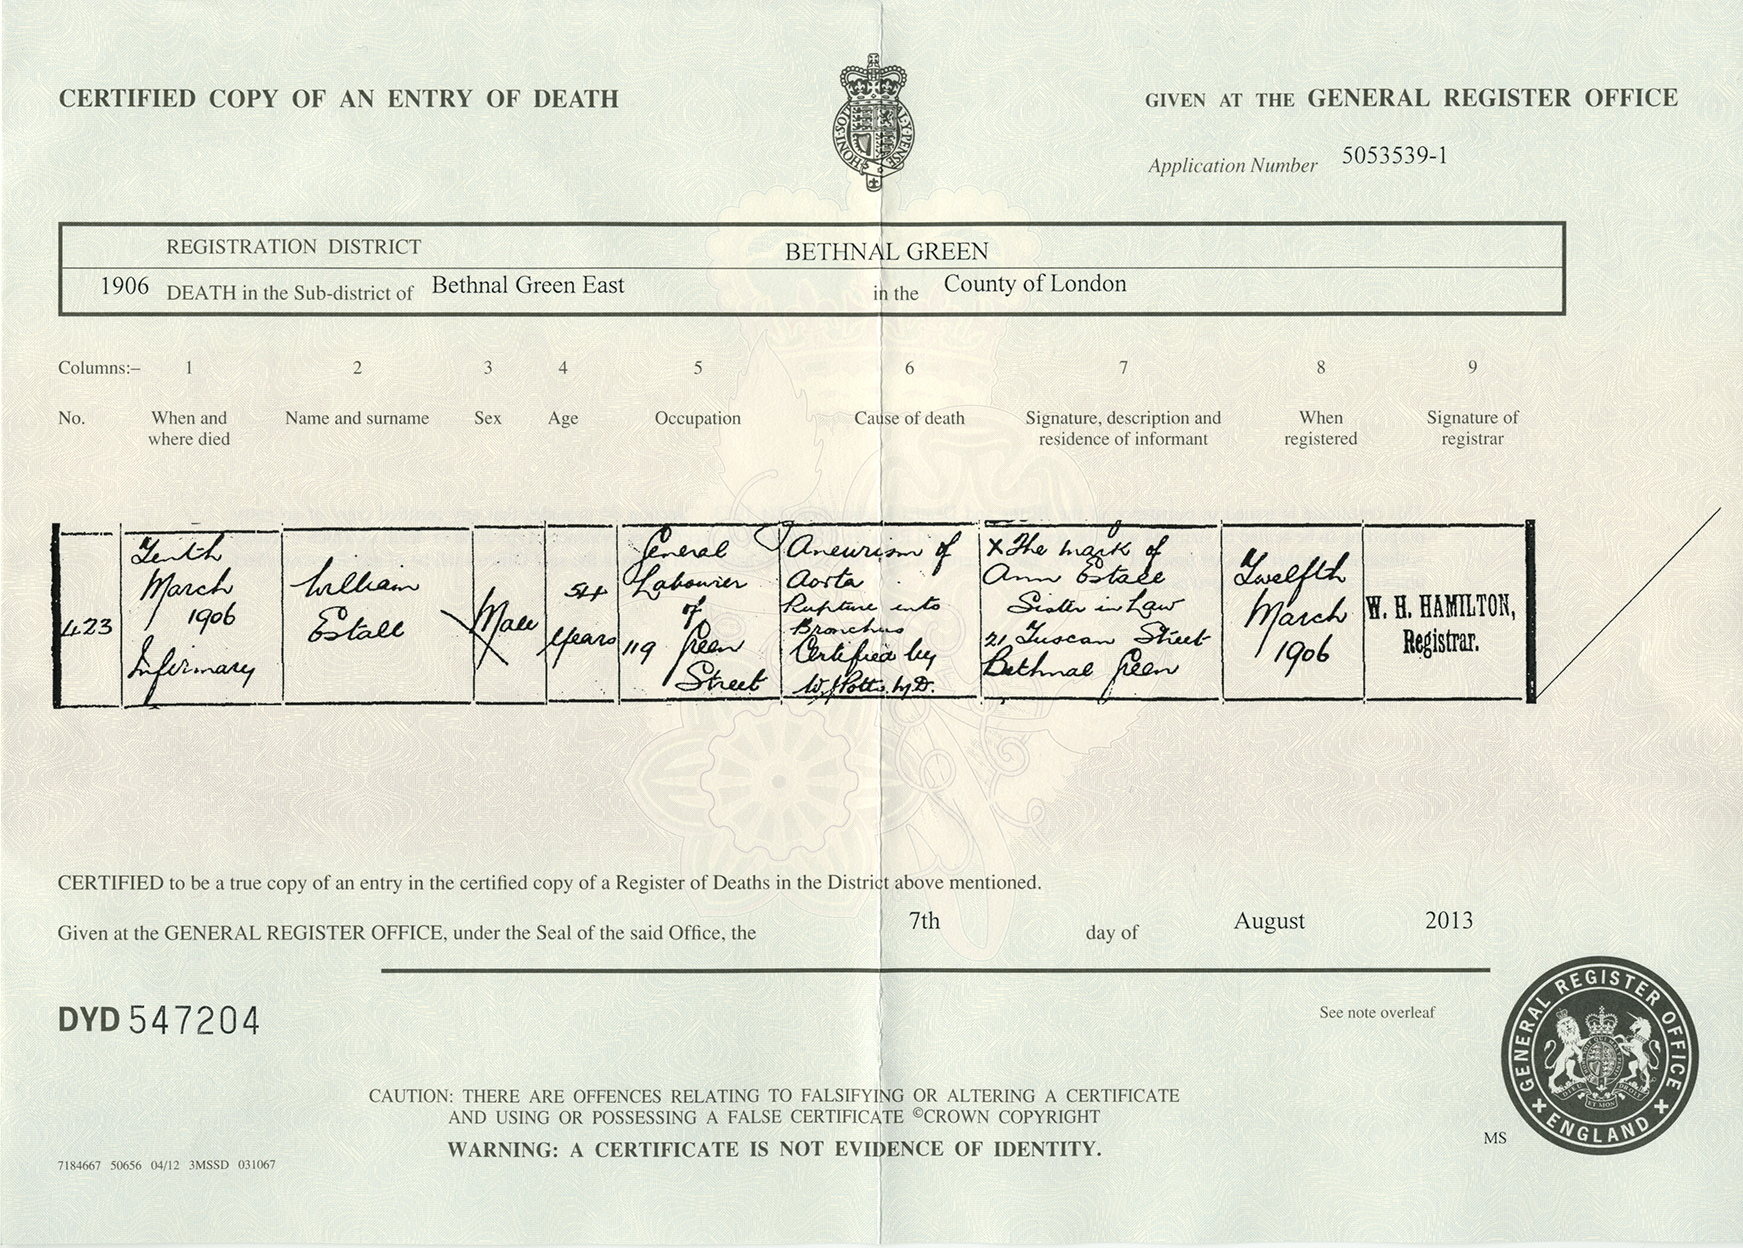 CERTIFIED COPY OF AN ENTRY OF DEATH
GIVEN AT THE GENERAL REGISTER OFFICE
HONI SOI
MAL Y PENSE
Application Number 5053539-1
REGISTRATION DISTRICT BETHNAL GREEN
1906 DEATH in the Sub-district of Bethnal Green East in the County of London
Columns:– 1 2 3 4 5 6 7 8 9
No.
When and
where died
Name and surname
Sex
Age
Occupation
Cause of death
Signature, description and
residence of informant
When
registered
Signature of
registrar
423
Tenth
March
1906
Infirmary
William
Estall
Male
54
Years
General
Labourer
of
119 Green
Street
Aneurism of
Aorta
Rupture into
Bronchus
Certified by
W J Potts M.D.
X The mark of
Ann Estall
Sister in Law
21 Tuscan Street
Bethnal Green
Twelfth
March
1906
W. H. HAMILTON,
Registrar.
CERTIFIED to be a true copy of an entry in the certified copy of a Register of Deaths in the District above mentioned.
Given at the GENERAL REGISTER OFFICE, under the Seal of the said Office, the 7th day of August 2013
DYD 547204
See note overleaf
GENERAL REGISTER OFFICE
ENGLAND
CAUTION: THERE ARE OFFENCES RELATING TO FALSIFYING OR ALTERING A CERTIFICATE
AND USING OR POSSESSING A FALSE CERTIFICATE ©CROWN COPYRIGHT
WARNING: A CERTIFICATE IS NOT EVIDENCE OF IDENTITY.
MS
7184667 50656 04/12 3MSSD 031067